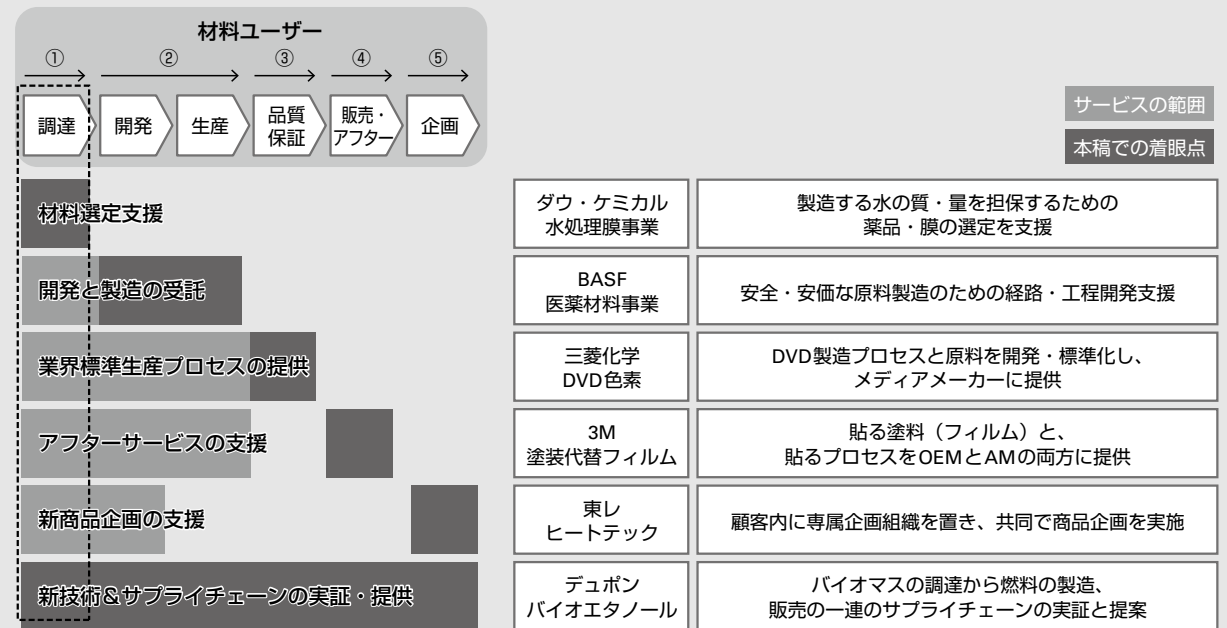 材料ユーザー
① ② ③ ④ ⑤
調達
開発
生産
品質
保証
販売・
アフター
企画
サービスの範囲
本稿での着眼点
材料選定支援
ダウ・ケミカル
水処理膜事業
製造する水の質・量を担保するための
薬品・膜の選定を支援
開発と製造の受託
BASF
医薬材料事業
安全・安価な原料製造のための経路・工程開発支援
業界標準生産プロセスの提供
三菱化学
DVD色素
DVD製造プロセスと原料を開発・標準化し、
メディアメーカーに提供
アフターサービスの支援
3M
塗装代替フィルム
貼る塗料（フィルム）と、
貼るプロセスをOEMとAMの両方に提供
新商品企画の支援
東レ
ヒートテック
顧客内に専属企画組織を置き、共同で商品企画を実施
新技術＆サプライチェーンの実証・提供
デュポン
バイオエタノール
バイオマスの調達から燃料の製造、
販売の一連のサプライチェーンの実証と提案